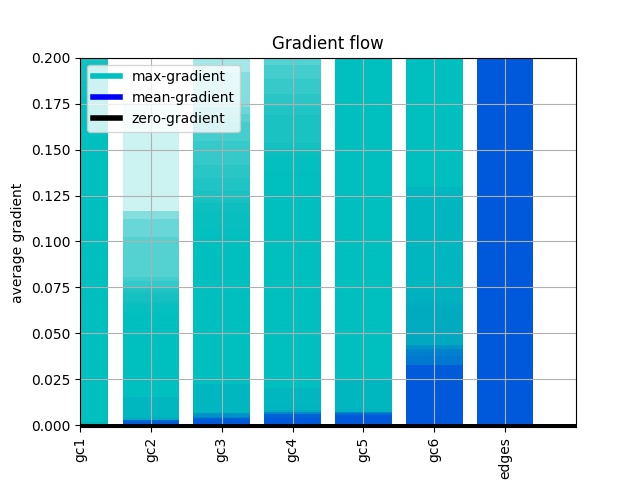 Gradient flow
max-gradient
mean-gradient
zero-gradient
average gradient
0.200
0.175
0.150
0.125
0.100
0.075
0.050
0.025
0.000
gc1
gc2
gc3
gc4
gc5
gc6
edges